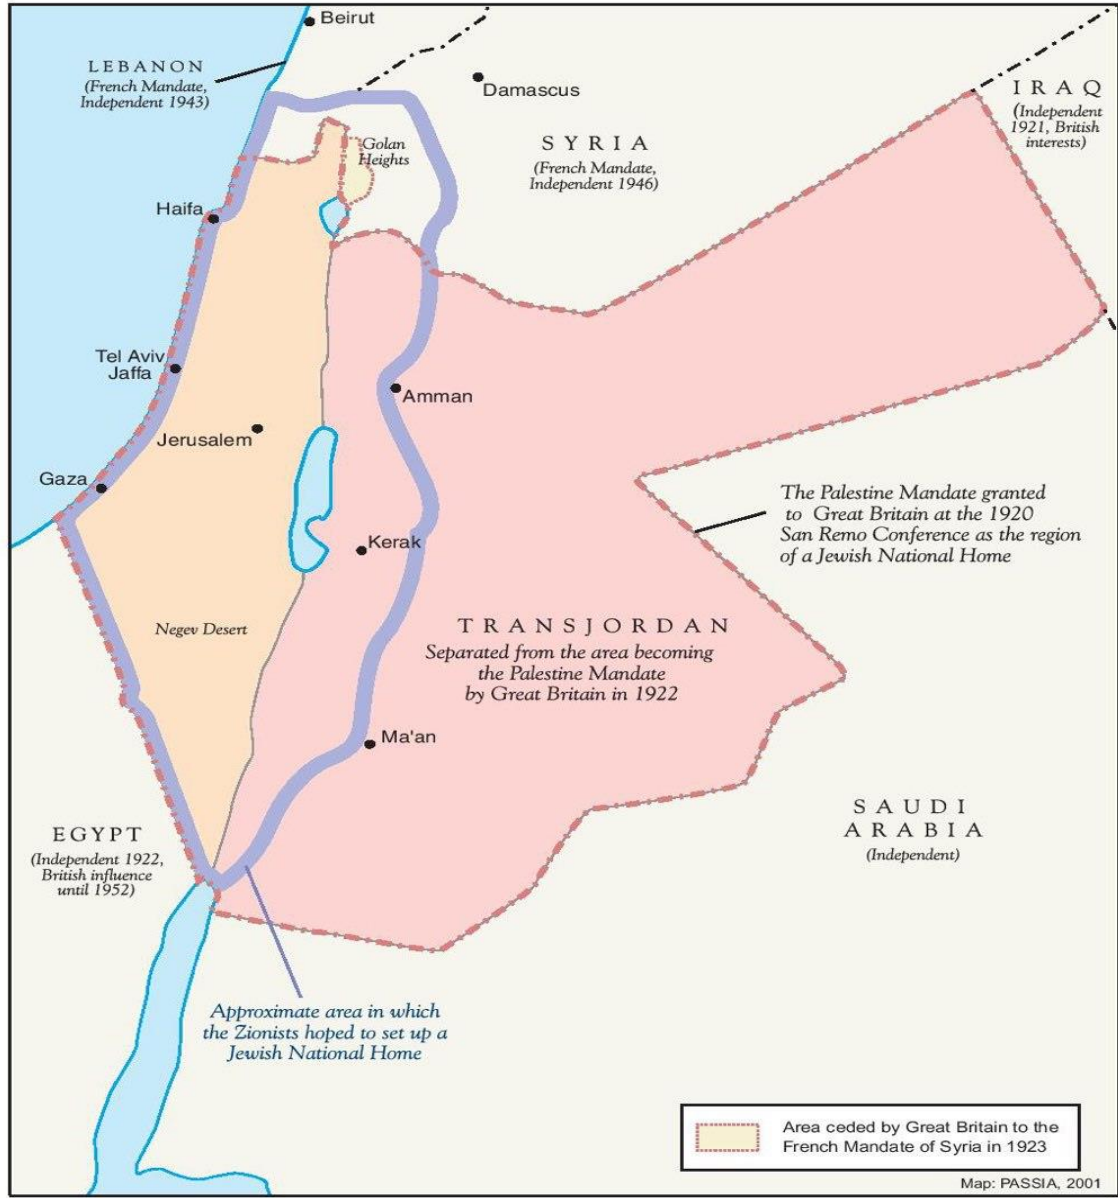 Beirut
LEBANON
(French Mandate,
Independent 1943)
Damascus
IRAQ
(Independent
1921, British
interests)
Golan
Heights
SYRIA
(French Mandate,
Independent 1946)
Haifa
Tel Aviv
Jaffa
Amman
Jerusalem
Gaza
The Palestine Mandate granted
to Great Britain at the 1920
San Remo Conference as the region
of a Jewish National Home
Kerak
Negev Desert
TRANSJORDAN
Separated from the area becoming
the Palestine Mandate
by Great Britain in 1922
Ma'an
EGYPT
(Independent 1922,
British influence
until 1952)
SAUDI
ARABIA
(Independent)
Approximate area in which
the Zionists hoped to set up a
Jewish National Home
Area ceded by Great Britain to the
French Mandate of Syria in 1923
Map: PASSIA, 2001